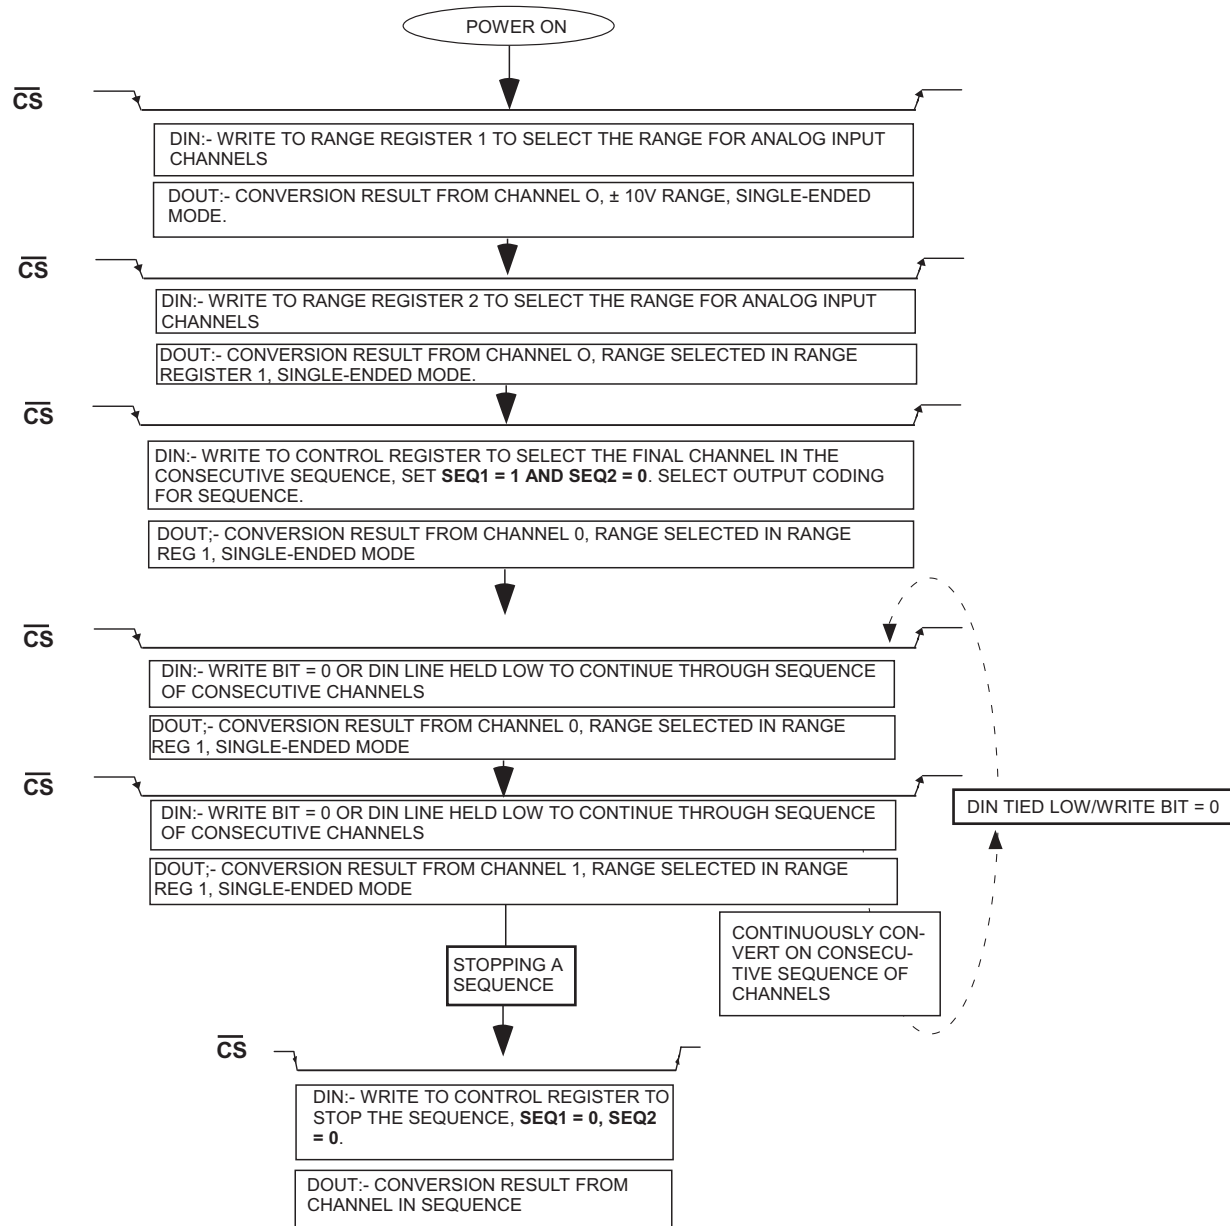 POWER ON
CS
DIN:- WRITE TO RANGE REGISTER 1 TO SELECT THE RANGE FOR ANALOG INPUT
CHANNELS
DOUT:- CONVERSION RESULT FROM CHANNEL O, ± 10V RANGE, SINGLE-ENDED
MODE.
CS
DIN:- WRITE TO RANGE REGISTER 2 TO SELECT THE RANGE FOR ANALOG INPUT
CHANNELS
DOUT:- CONVERSION RESULT FROM CHANNEL O, RANGE SELECTED IN RANGE
REGISTER 1, SINGLE-ENDED MODE.
CS
DIN:- WRITE TO CONTROL REGISTER TO SELECT THE FINAL CHANNEL IN THE
CONSECUTIVE SEQUENCE, SET SEQ1 = 1 AND SEQ2 = 0. SELECT OUTPUT CODING
FOR SEQUENCE.
DOUT;- CONVERSION RESULT FROM CHANNEL 0, RANGE SELECTED IN RANGE
REG 1, SINGLE-ENDED MODE
CS
DIN:- WRITE BIT = 0 OR DIN LINE HELD LOW TO CONTINUE THROUGH SEQUENCE
OF CONSECUTIVE CHANNELS
DOUT;- CONVERSION RESULT FROM CHANNEL 0, RANGE SELECTED IN RANGE
REG 1, SINGLE-ENDED MODE
CS
DIN:- WRITE BIT = 0 OR DIN LINE HELD LOW TO CONTINUE THROUGH SEQUENCE
OF CONSECUTIVE CHANNELS
DIN TIED LOW/WRITE BIT = 0
DOUT;- CONVERSION RESULT FROM CHANNEL 1, RANGE SELECTED IN RANGE
REG 1, SINGLE-ENDED MODE
CONTINUOUSLY CON-
VERT ON CONSECU-
TIVE SEQUENCE OF
CHANNELS
STOPPING A
SEQUENCE
CS
DIN:- WRITE TO CONTROL REGISTER TO
STOP THE SEQUENCE, SEQ1 = 0, SEQ2
= 0.
DOUT:- CONVERSION RESULT FROM
CHANNEL IN SEQUENCE